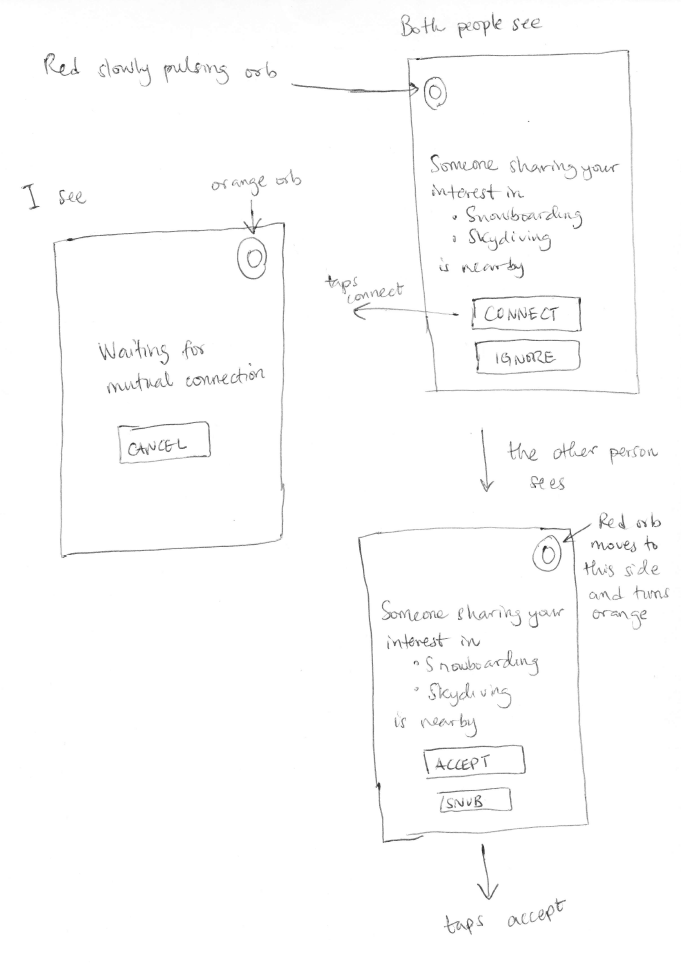 Both people see
Red slowly pulsing orb
Someone sharing your
interest in
• Snowboarding
• Skydiving
is nearby
CONNECT
IGNORE
taps
connect
I see
orange orb
Waiting for
mutual connection
CANCEL
the other person
sees
Red orb
moves to
this side
and turns
orange
Someone sharing your
interest in
• Snowboarding
• Skydiving
is nearby
ACCEPT
SNUB
taps accept